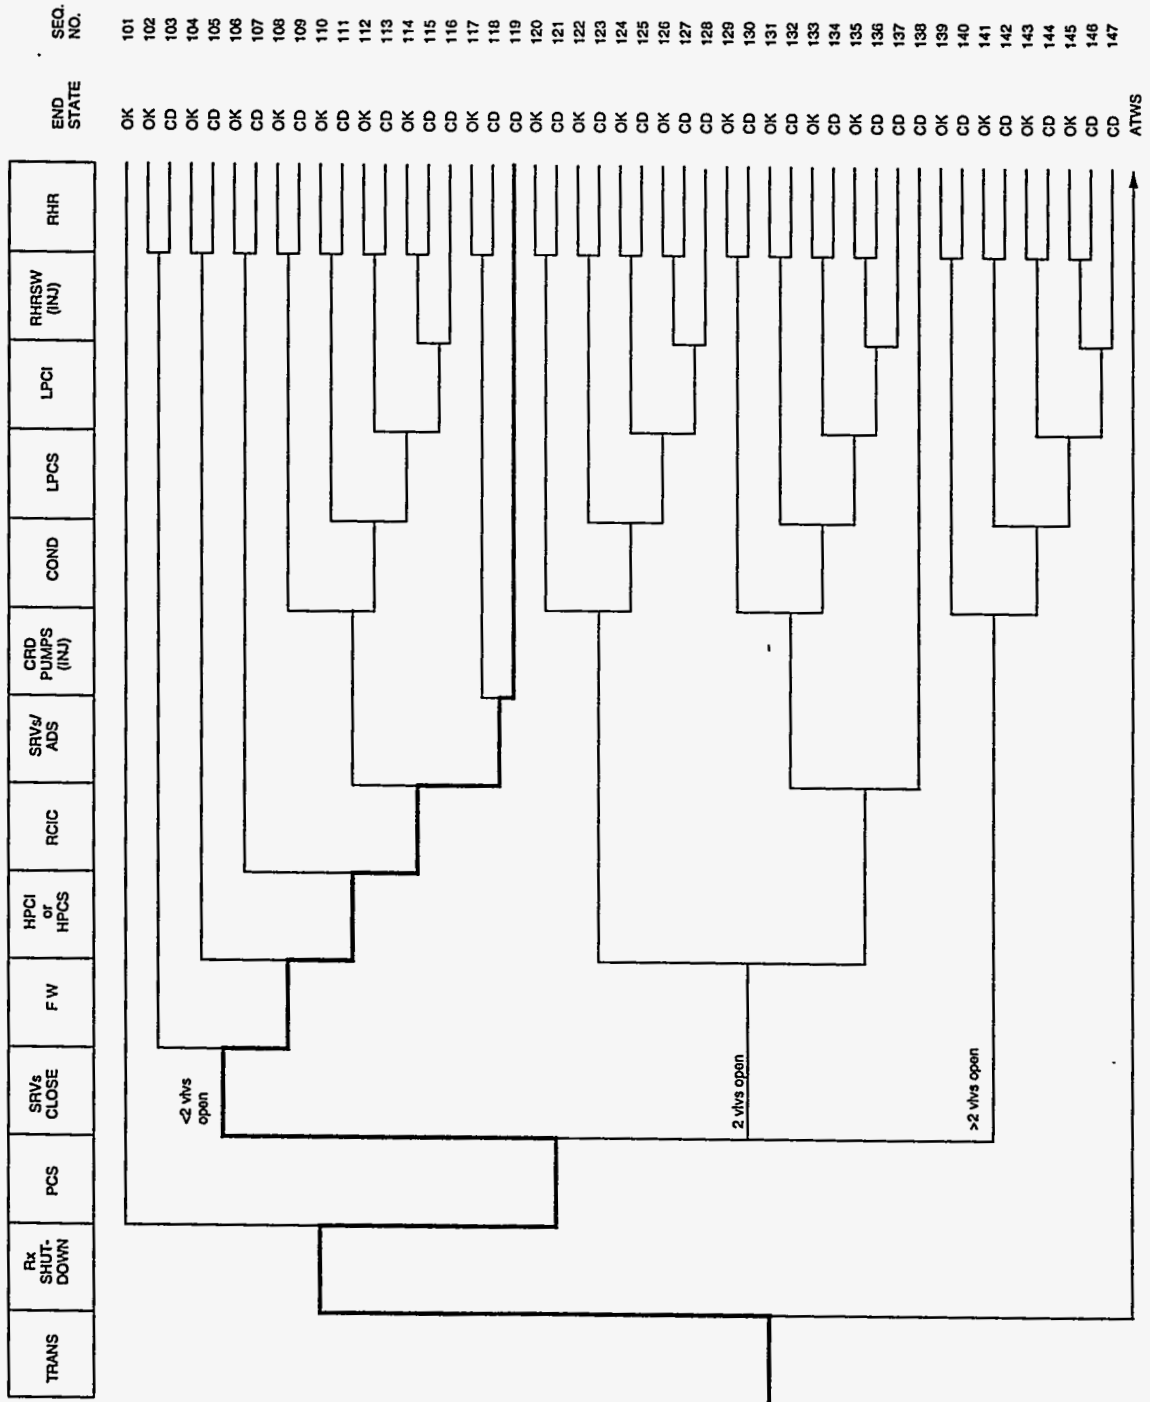 TRANS
Rx
SHUT-
DOWN
PCS
SRVs
CLOSE
FW
HPCI
or
HPCS
RCIC
SRVs/
ADS
CRD
PUMPS
(INJ)
COND
LPCS
LPCI
RHRSW
(INJ)
RHR
END
STATE
SEQ.
NO.
OK 101
OK 102
CD 103
OK 104
CD 105
OK 106
CD 107
OK 108
CD 109
OK 110
CD 111
OK 112
CD 113
OK 114
CD 115
CD 116
OK 117
CD 118
CD 119
OK 120
CD 121
OK 122
CD 123
OK 124
CD 125
OK 126
CD 127
CD 128
OK 129
CD 130
OK 131
CD 132
OK 133
CD 134
OK 135
CD 136
CD 137
CD 138
OK 139
CD 140
OK 141
CD 142
OK 143
CD 144
OK 145
CD 146
CD 147
ATWS
<2 vlvs
open
2 vlvs open
>2 vlvs open